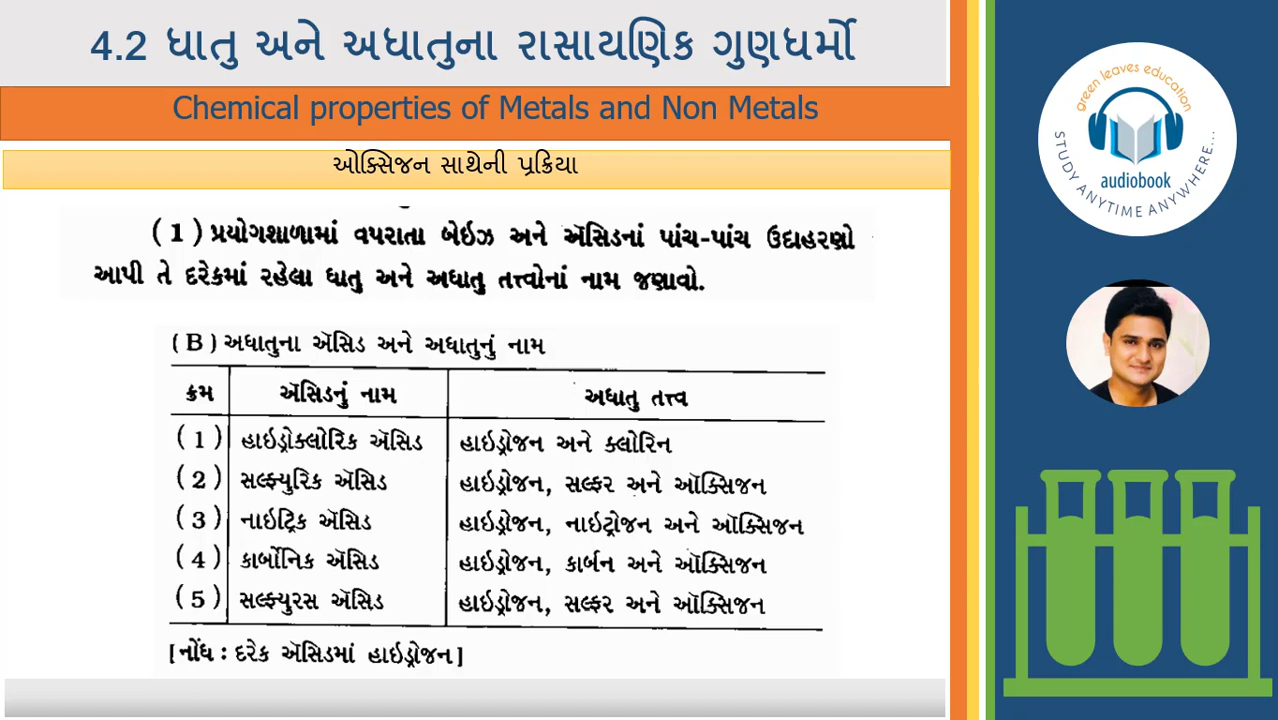 4.2 ધાતુ અને અધાતુના રાસાયણિક ગુણધર્મો
Chemical properties of Metals and Non Metals
ઓક્સિજન સાથેની પ્રક્રિયા
(1) પ્રયોગશાળામાં વપરાતા બેઇઝ અને ઍસિડનાં પાંચ-પાંચ ઉદાહરણો
આપી તે દરેકમાં રહેલા ધાતુ અને અધાતુ તત્ત્વોનાં નામ જણાવો.
(B) અધાતુના ઍસિડ અને અધાતુનું નામ
ક્રમ ઍસિડનું નામ અધાતુ તત્ત્વ
(1) હાઇડ્રોક્લોરિક ઍસિડ હાઇડ્રોજન અને ક્લોરિન
(2) સલ્ફ્યુરિક ઍસિડ હાઇડ્રોજન, સલ્ફર અને ઑક્સિજન
(3) નાઇટ્રિક ઍસિડ હાઇડ્રોજન, નાઇટ્રોજન અને ઑક્સિજન
(4) કાર્બોનિક ઍસિડ હાઇડ્રોજન, કાર્બન અને ઑક્સિજન
(5) સલ્ફ્યુરસ ઍસિડ હાઇડ્રોજન, સલ્ફર અને ઑક્સિજન
[નોંધ : દરેક ઍસિડમાં હાઇડ્રોજન]
green leaves education
audiobook
STUDY ANYTIME ANYWHERE...